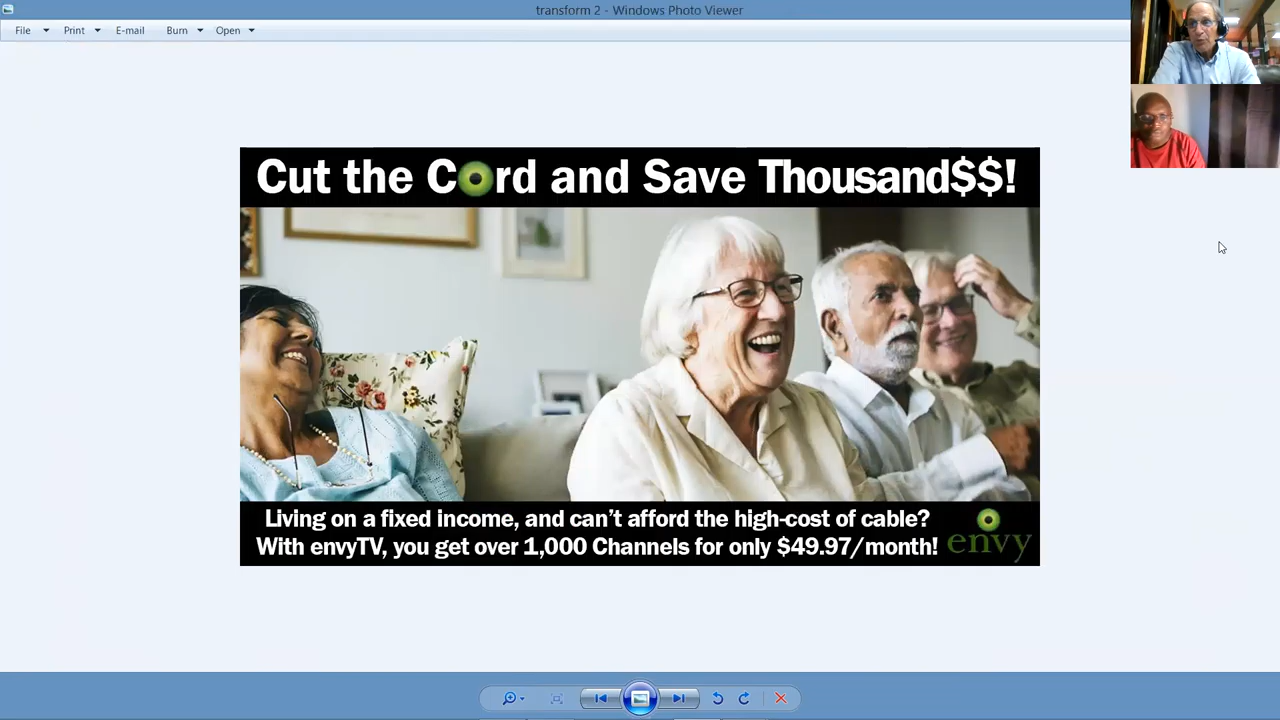 transform 2 - Windows Photo Viewer
File Print E-mail Burn Open
Cut the Cord and Save Thousand$$!
Living on a fixed income, and can't afford the high-cost of cable?
With envyTV, you get over 1,000 Channels for only $49.97/month!
envy